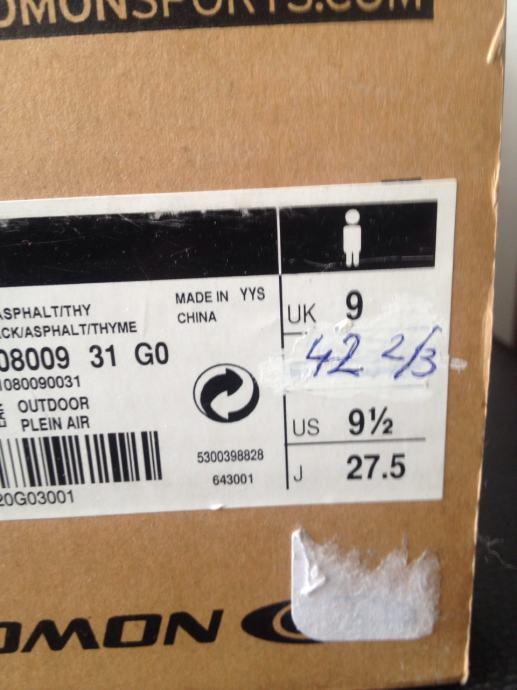 OMONSPORTS.COM
ASPHALT/THY
CK/ASPHALT/THYME
08009 31 G0
1080090031
OUTDOOR
PLEIN AIR
20G03001
MADE IN YYS
CHINA
5300398828
643001
UK 9
42 2/3
US 9½
J 27.5
OMON